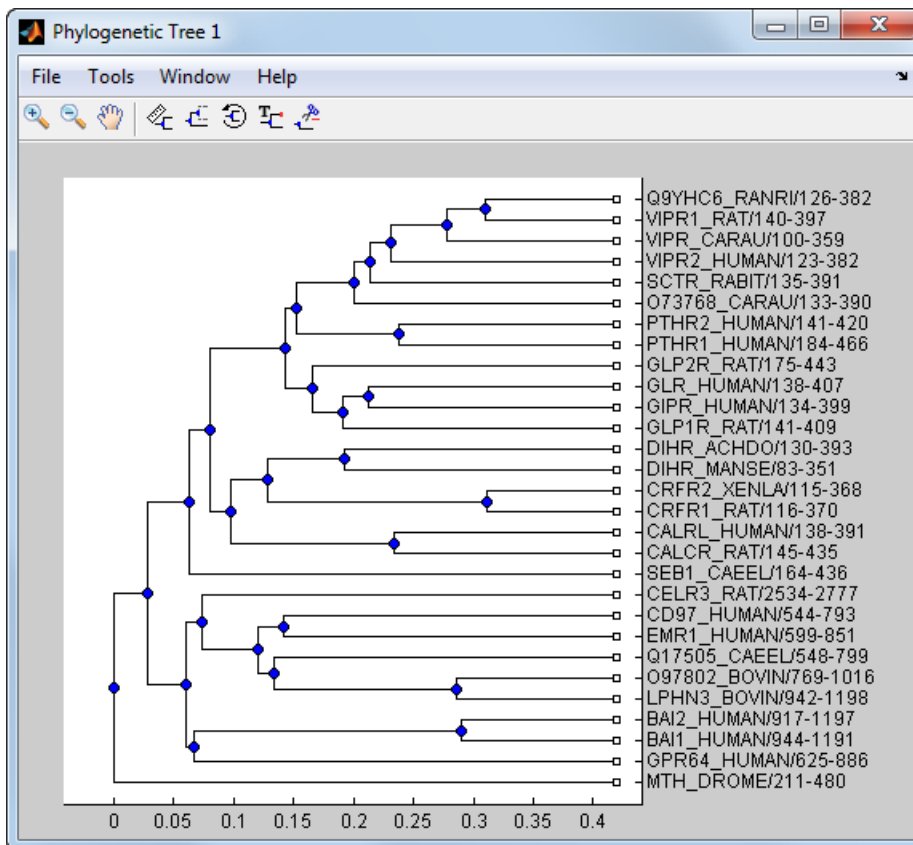 Phylogenetic Tree 1
File Tools Window Help
Q9YHC6_RANRI/126-382
VIPR1_RAT/140-397
VIPR_CARAU/100-359
VIPR2_HUMAN/123-382
SCTR_RABIT/135-391
O73768_CARAU/133-390
PTHR2_HUMAN/141-420
PTHR1_HUMAN/184-466
GLP2R_RAT/175-443
GLR_HUMAN/138-407
GIPR_HUMAN/134-399
GLP1R_RAT/141-409
DIHR_ACHDO/130-393
DIHR_MANSE/83-351
CRFR2_XENLA/115-368
CRFR1_RAT/116-370
CALRL_HUMAN/138-391
CALCR_RAT/145-435
SEB1_CAEEL/164-436
CELR3_RAT/2534-2777
CD97_HUMAN/544-793
EMR1_HUMAN/599-851
Q17505_CAEEL/548-799
O97802_BOVIN/769-1016
LPHN3_BOVIN/942-1198
BAI2_HUMAN/917-1197
BAI1_HUMAN/944-1191
GPR64_HUMAN/625-886
MTH_DROME/211-480
0 0.05 0.1 0.15 0.2 0.25 0.3 0.35 0.4